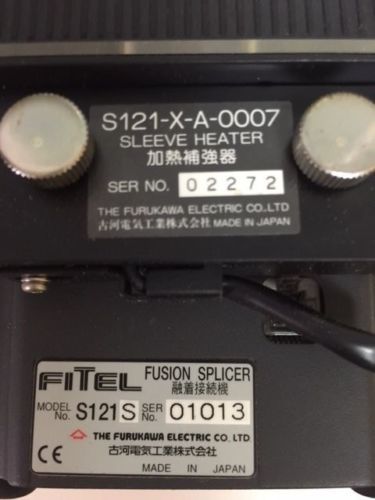 S121-X-A-0007
SLEEVE HEATER
加熱補強器
SER NO. 02272
THE FURUKAWA ELECTRIC CO.,LTD
古河電気工業株式会社 MADE IN JAPAN
FITEL FUSION SPLICER
融着接続機
MODEL No. S121S SER No. 01013
THE FURUKAWA ELECTRIC CO. LTD.
古河電気工業株式会社
CE MADE IN JAPAN